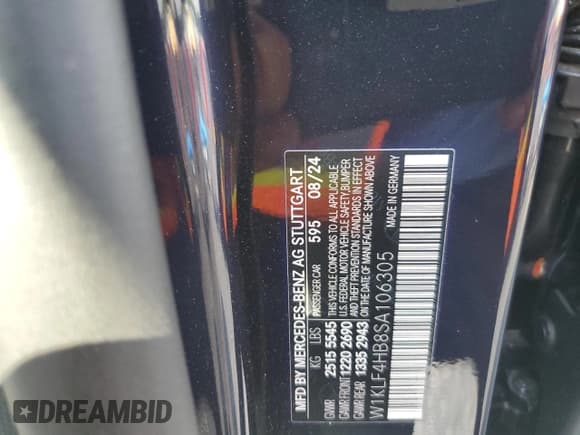 MFD BY MERCEDES-BENZ AG STUTTGART
PASSENGER CAR 595 08/24
KG LBS THIS VEHICLE CONFORMS TO ALL APPLICABLE
GVWR 2515 5545 U.S. FEDERAL MOTOR VEHICLE SAFETY, BUMPER
GAWR FRONT 1220 2690 AND THEFT PREVENTION STANDARDS IN EFFECT
GAWR REAR 1335 2943 ON THE DATE OF MANUFACTURE SHOWN ABOVE
W1KLF4HB8SA106305 MADE IN GERMANY
DREAMBID